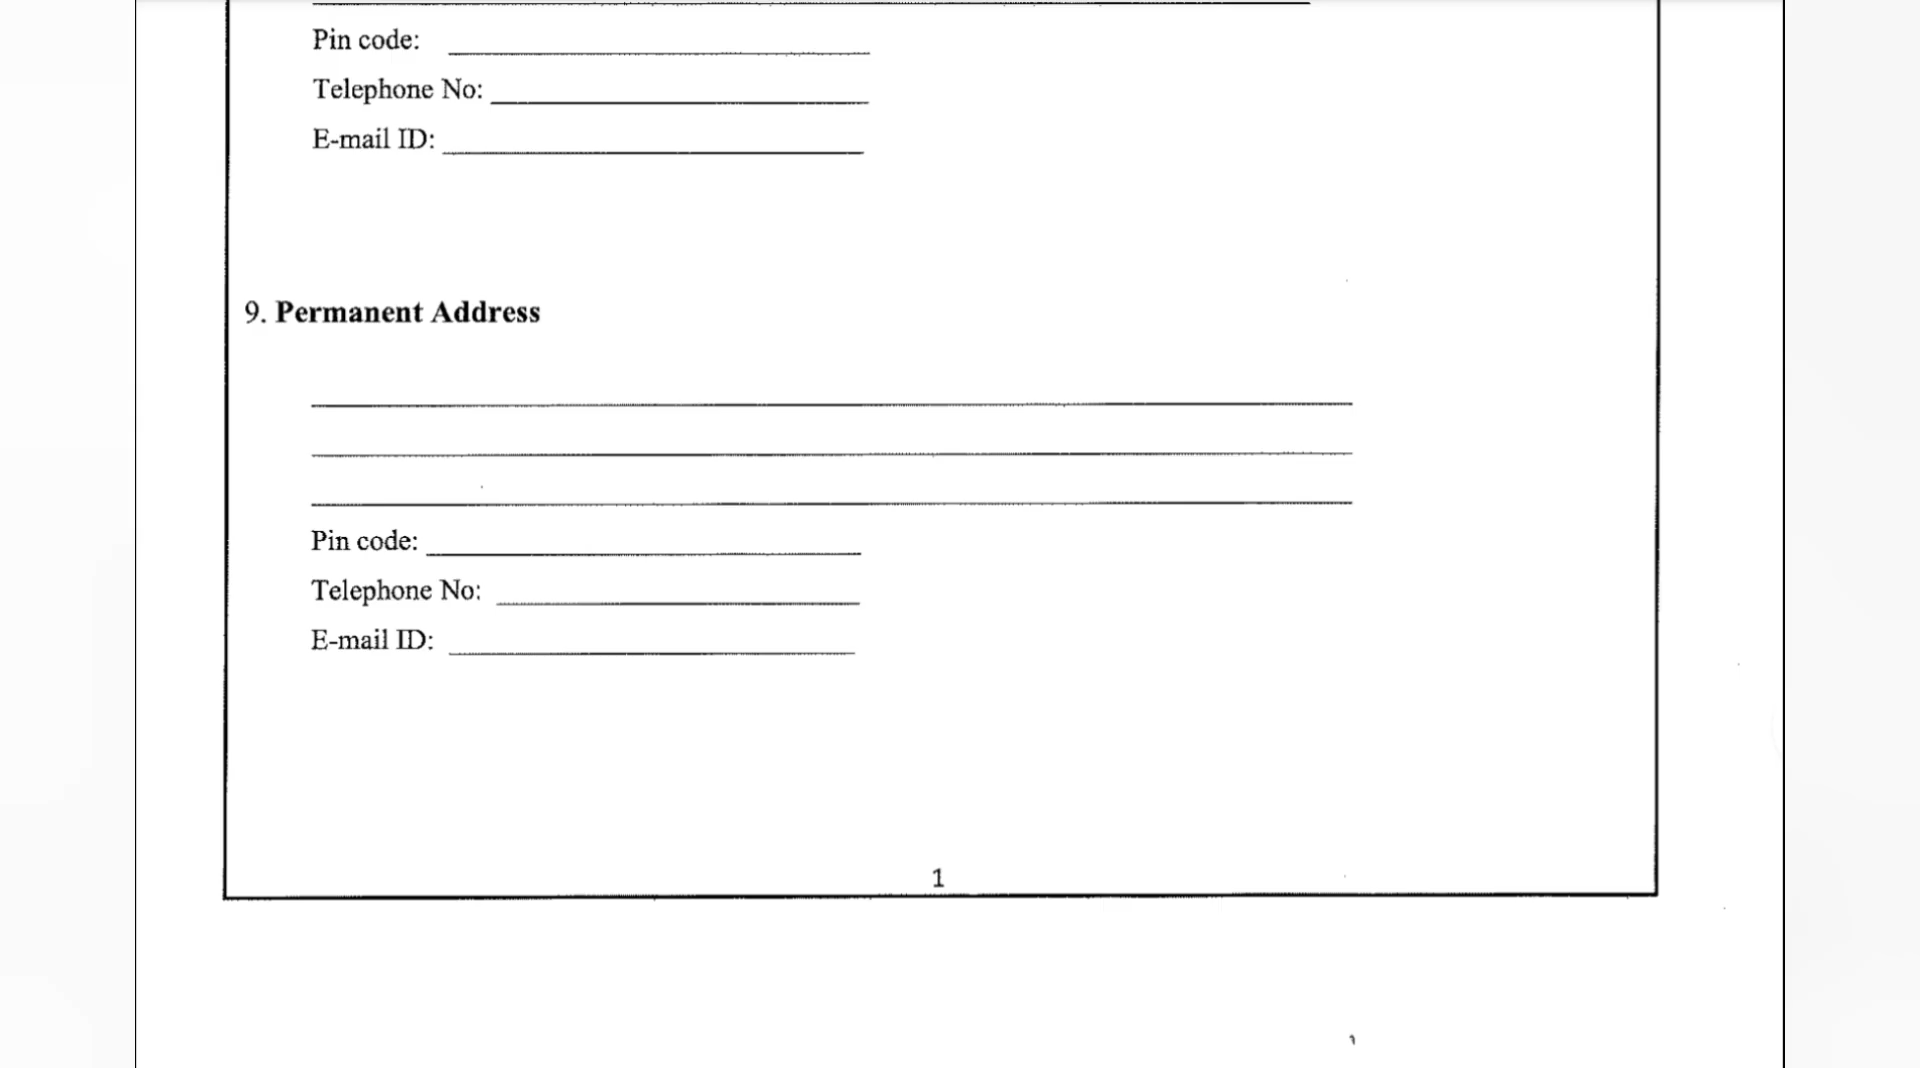 Pin code:
Telephone No:
E-mail ID:
9. Permanent Address
Pin code:
Telephone No:
E-mail ID:
1